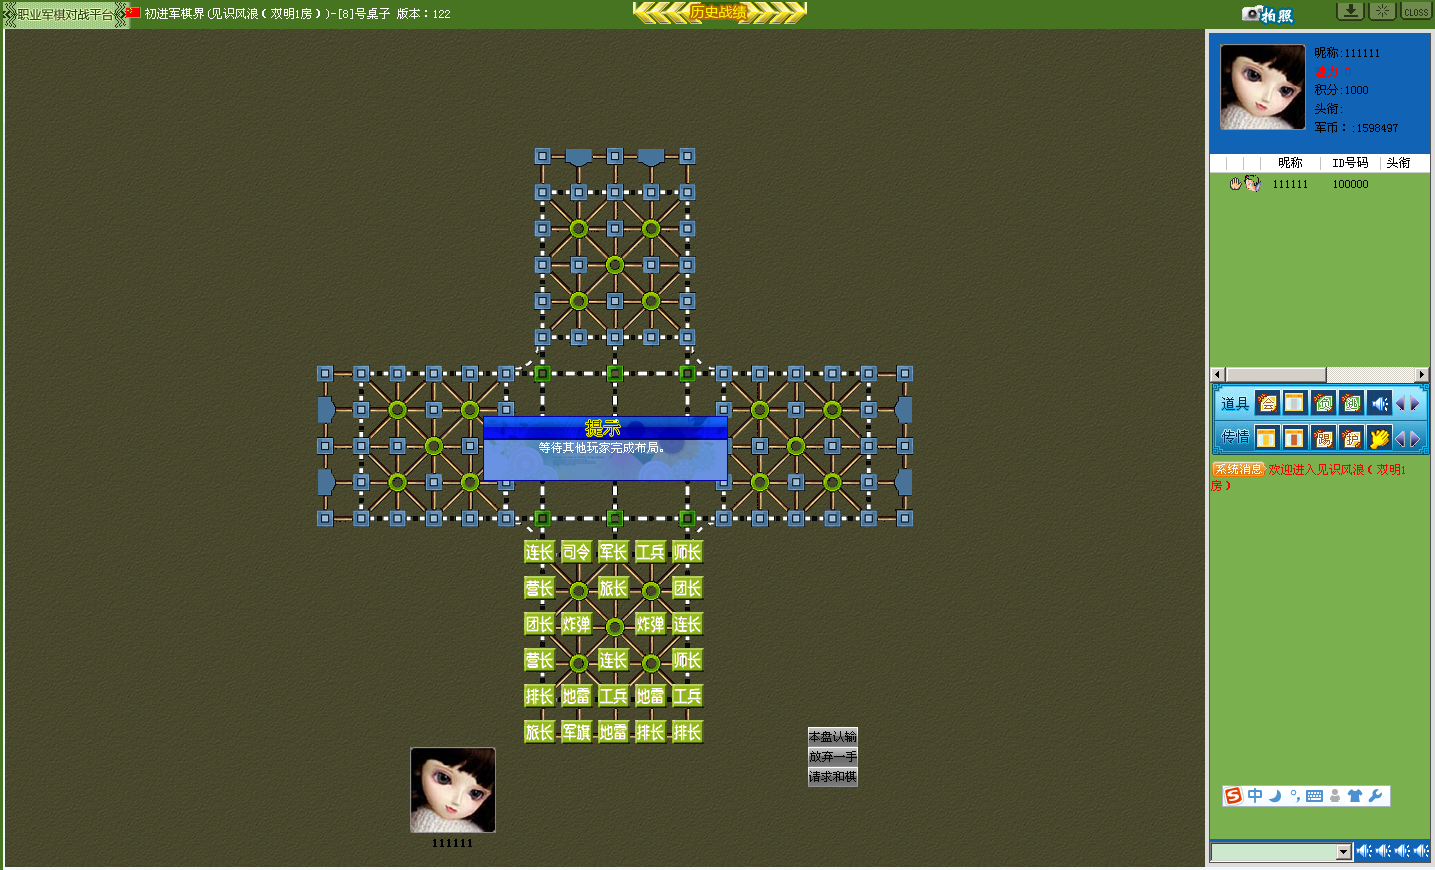 职业军棋对战平台
初进军棋界(见识风浪(双明1房))-[8]号桌子 版本：122
历史战绩
拍照
CLOSS
昵称:111111
积分:1000
头衔:
军币：:1598497
昵称 ID号码 头衔
111111 100000
道具
传情
踢 护
系统消息 欢迎进入见识风浪(双明1
房)
提示
等待其他玩家完成布局。
连长 司令 军长 工兵 师长
营长 旅长 团长
团长 炸弹 炸弹 连长
营长 连长 师长
排长 地雷 工兵 地雷 工兵
旅长 军旗 地雷 排长 排长
本盘认输
放弃一手
请求和棋
111111
中